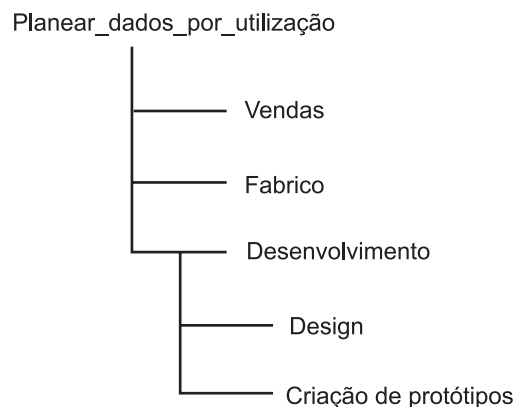 Planear_dados_por_utilização
Vendas
Fabrico
Desenvolvimento
Design
Criação de protótipos